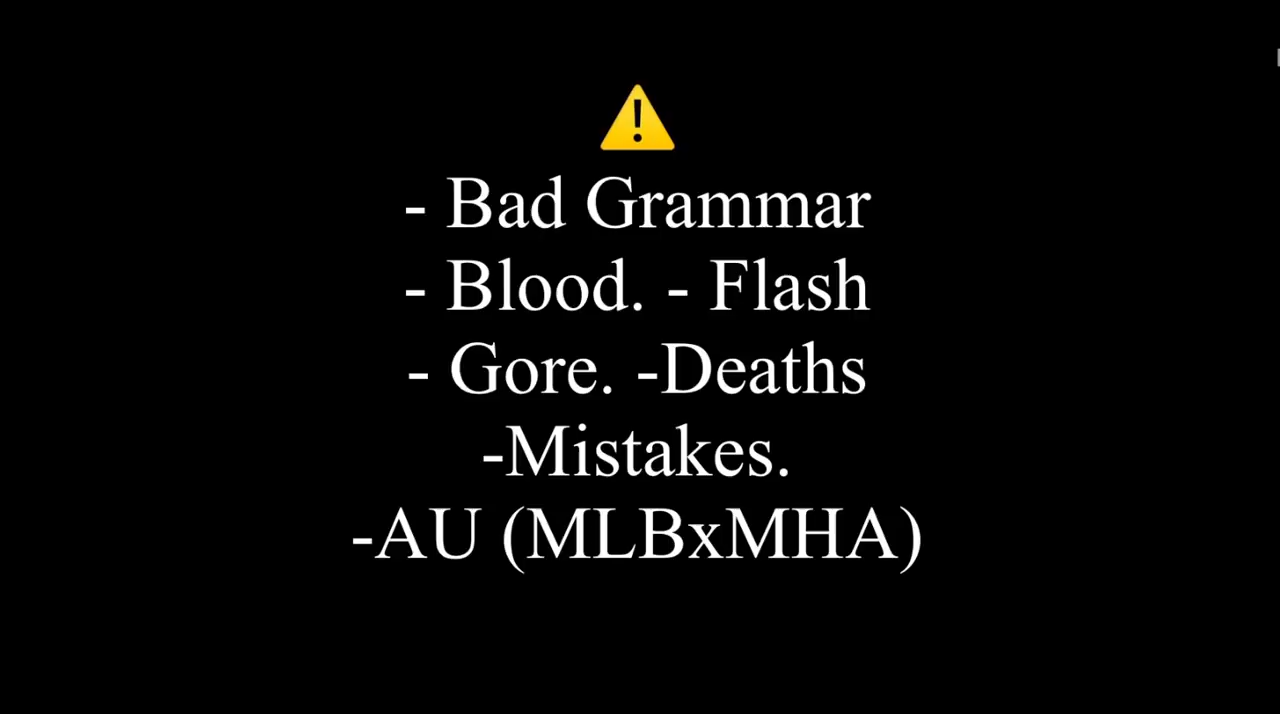 - Bad Grammar
- Blood. - Flash
- Gore. -Deaths
-Mistakes.
-AU (MLBxMHA)